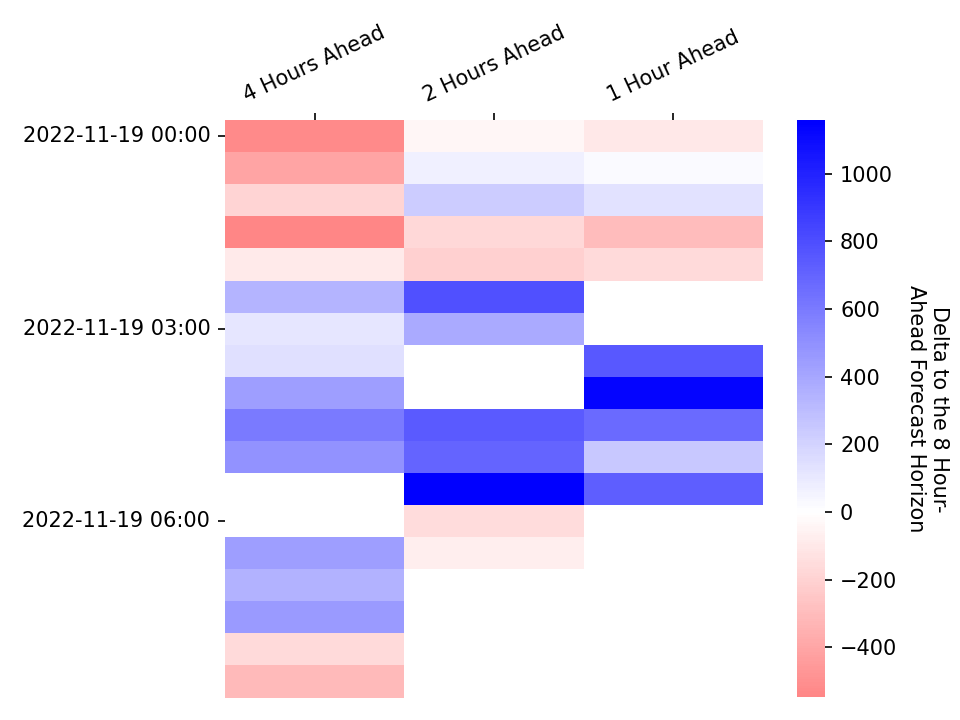 4 Hours Ahead
2 Hours Ahead
1 Hour Ahead
2022-11-19 00:00
2022-11-19 03:00
2022-11-19 06:00
1000
800
600
400
200
0
−200
−400
Delta to the 8 Hour-
Ahead Forecast Horizon